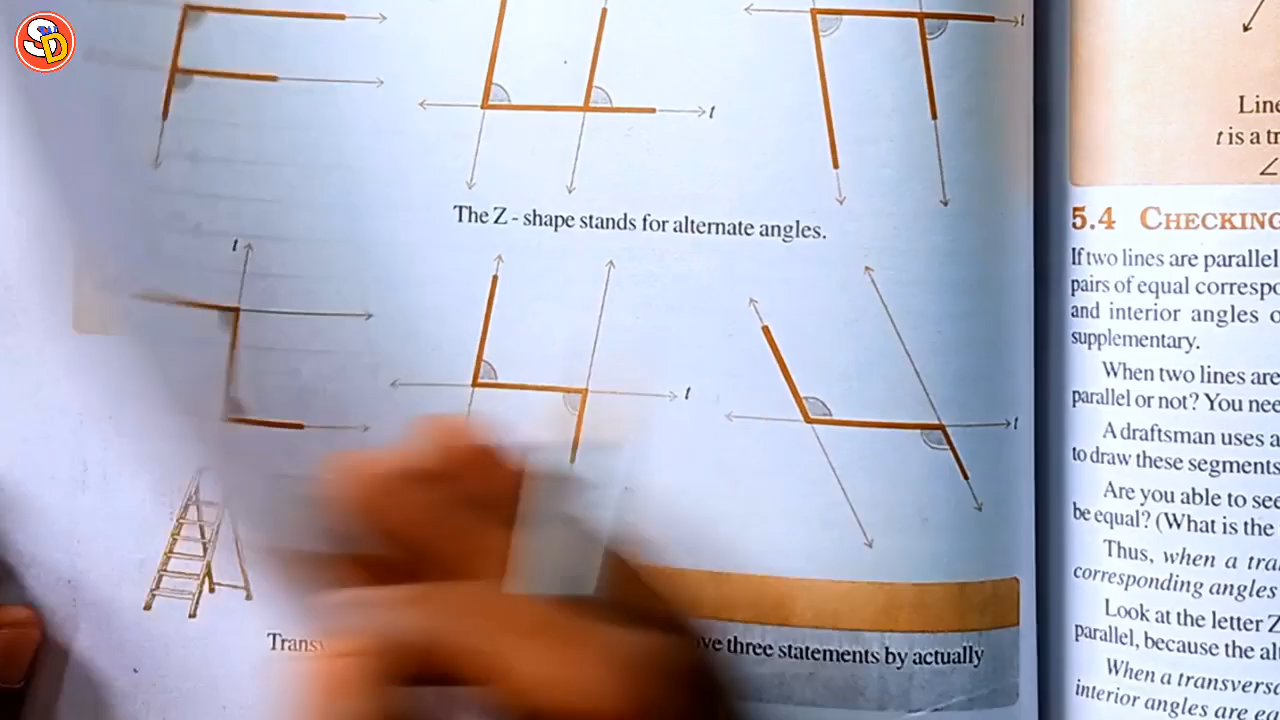 SD
t
t
The Z - shape stands for alternate angles.
t
t
t
ve three statements by actually
Line
t is a tr
∠
5.4 CHECKING
If two lines are parallel
pairs of equal correspo
and interior angles o
supplementary.
When two lines are
parallel or not? You nee
A draftsman uses a
to draw these segments
Are you able to see
be equal? (What is the
Thus, when a tra
corresponding angles
Look at the letter Z
parallel, because the al
When a transversa
interior angles are eq